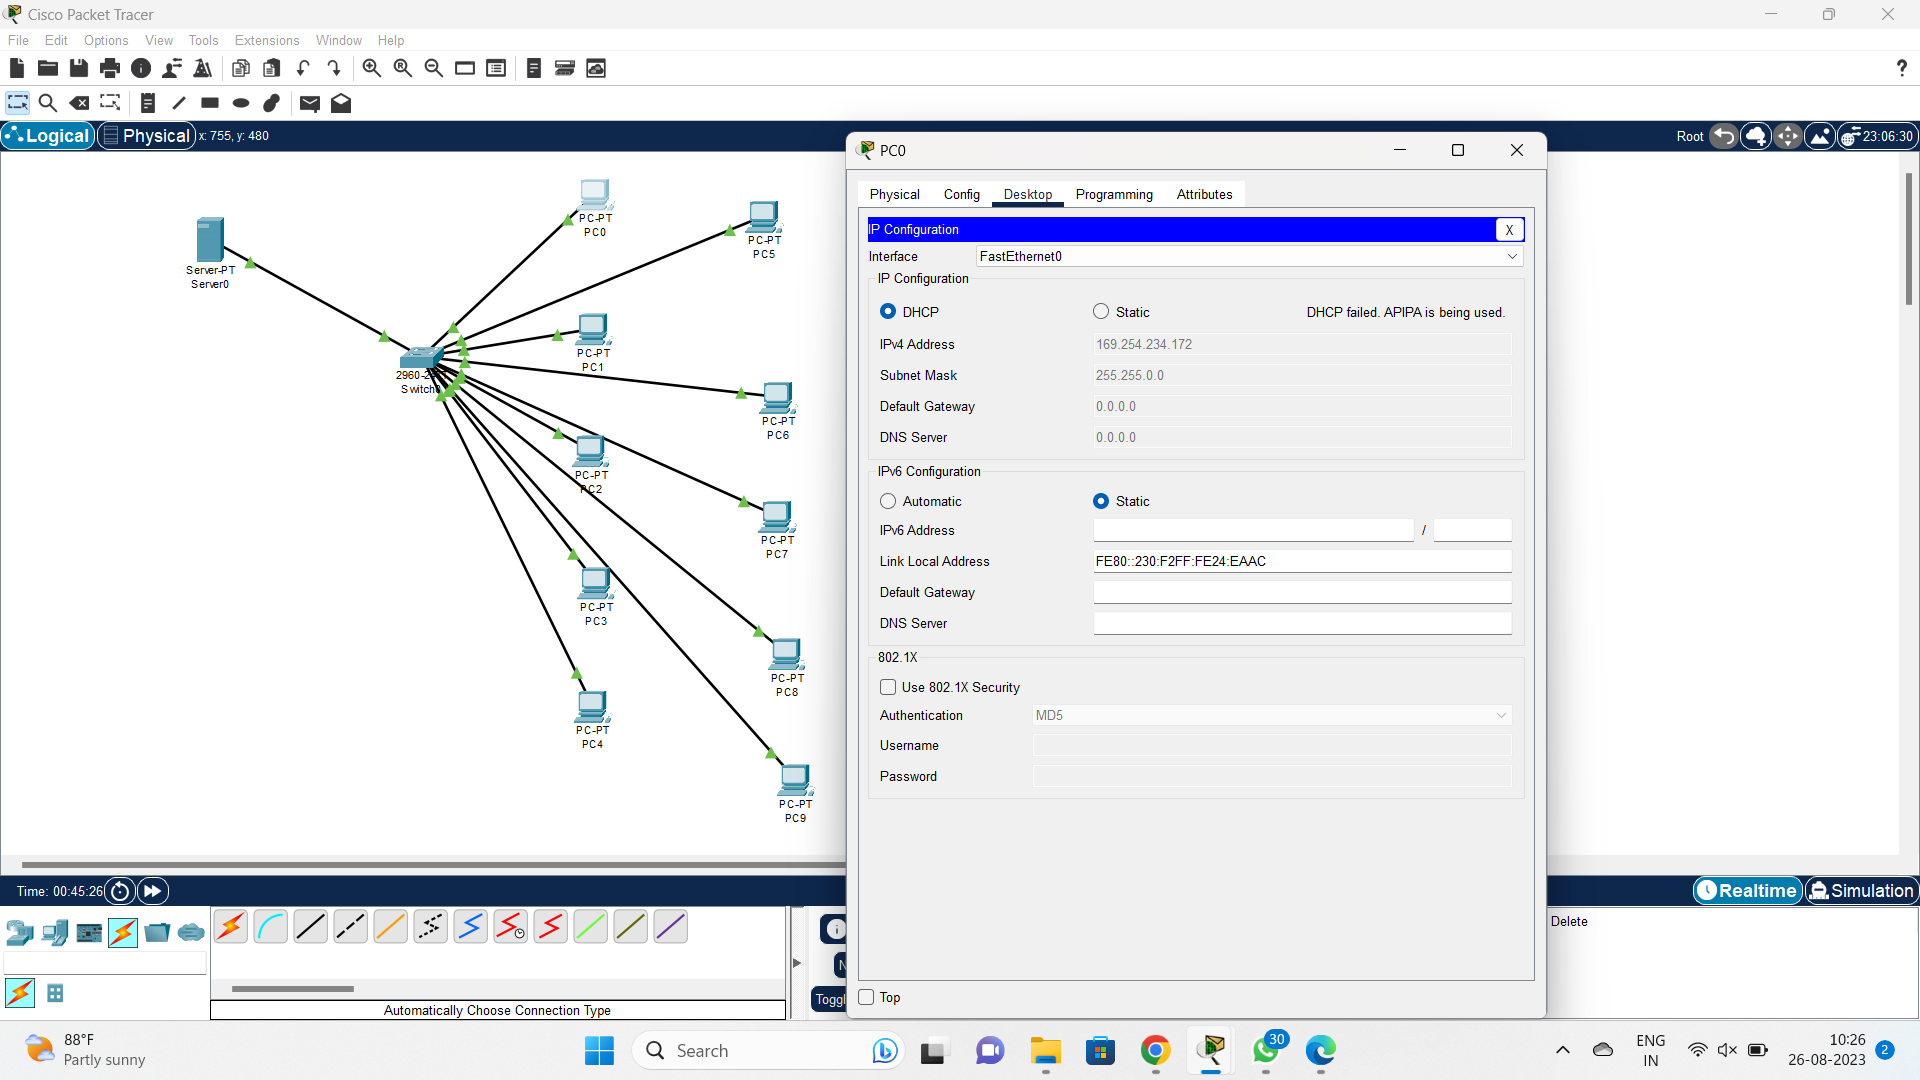 Cisco Packet Tracer
File Edit Options View Tools Extensions Window Help
?
Logical Physical x: 755, y: 480
Root 23:06:30
Server-PT
Server0
Switch
PC-PT
PC0
PC-PT
PC5
PC-PT
PC1
PC-PT
PC6
PC-PT
PC2
PC-PT
PC7
PC-PT
PC3
PC-PT
PC8
PC-PT
PC4
PC-PT
PC9
PC0
Physical Config Desktop Programming Attributes
IP Configuration X
Interface FastEthernet0
IP Configuration
DHCP Static DHCP failed. APIPA is being used.
IPv4 Address 169.254.234.172
Subnet Mask 255.255.0.0
Default Gateway 0.0.0.0
DNS Server 0.0.0.0
IPv6 Configuration
Automatic Static
IPv6 Address /
Link Local Address FE80::230:F2FF:FE24:EAAC
Default Gateway
DNS Server
802.1X
Use 802.1X Security
Authentication MD5
Username
Password
Top
Time: 00:45:26
Realtime Simulation
Delete
Toggl
Automatically Choose Connection Type
88°F
Partly sunny
Search
30
ENG
IN
10:26
26-08-2023
2